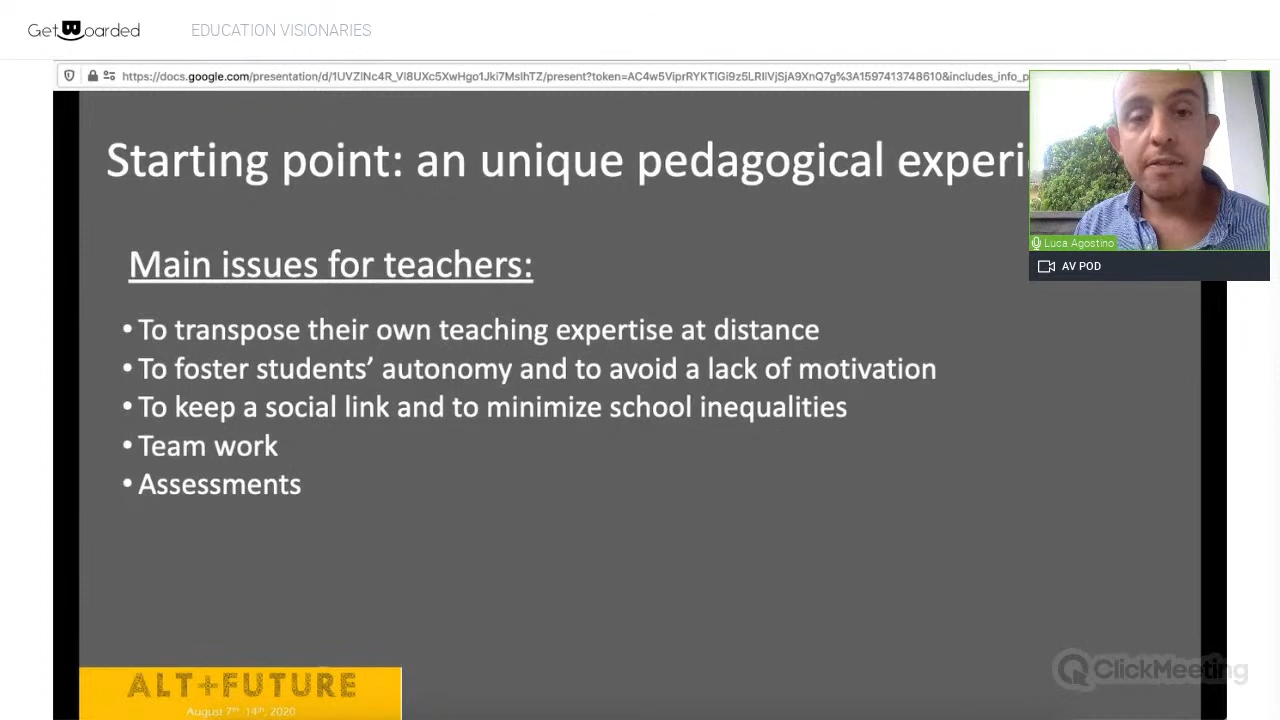 GetBoarded
EDUCATION VISIONARIES
Starting point: an unique pedagogical experi
Luca Agostino
AV POD
Main issues for teachers:
• To transpose their own teaching expertise at distance
• To foster students’ autonomy and to avoid a lack of motivation
• To keep a social link and to minimize school inequalities
• Team work
• Assessments
ClickMeeting
ALT+FUTURE
August 7th-14th, 2020